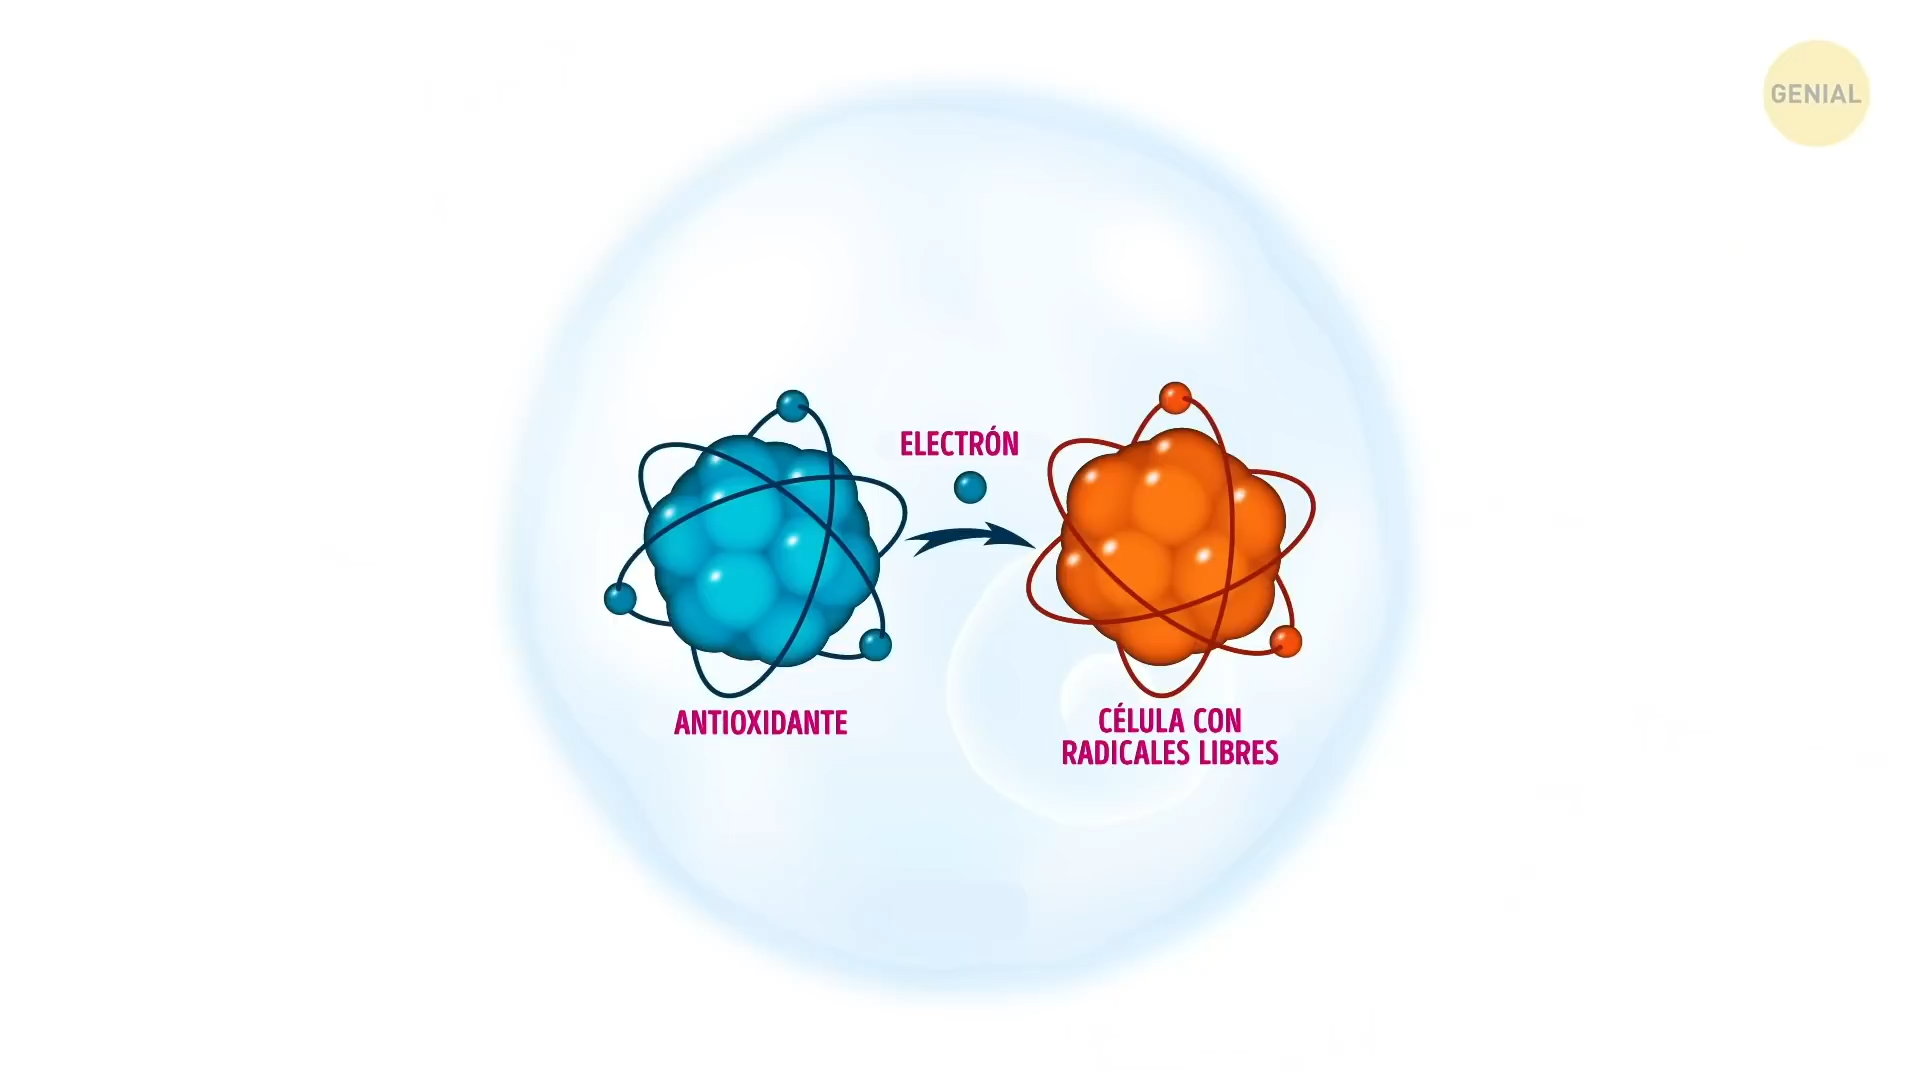 GENIAL
ELECTRÓN
ANTIOXIDANTE
CÉLULA CON
RADICALES LIBRES